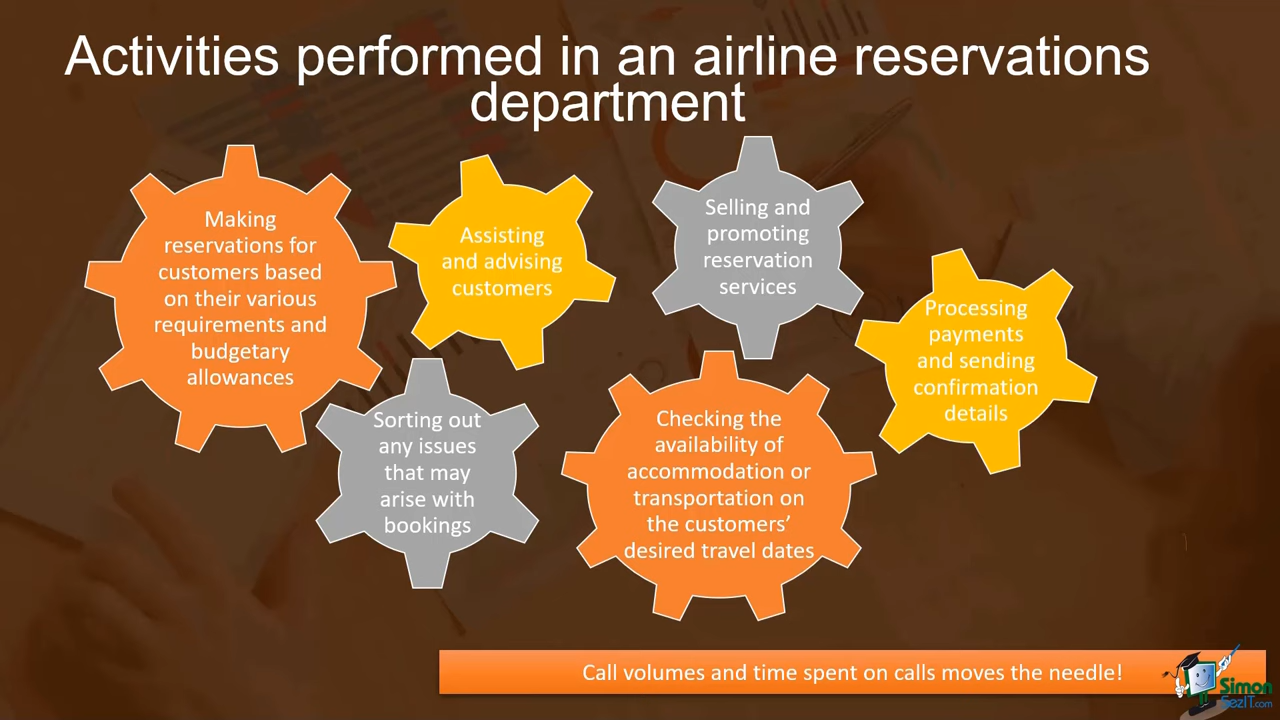 Activities performed in an airline reservations
department
Making
reservations for
customers based
on their various
requirements and
budgetary
allowances
Assisting
and advising
customers
Selling and
promoting
reservation
services
Processing
payments
and sending
confirmation
details
Sorting out
any issues
that may
arise with
bookings
Checking the
availability of
accommodation or
transportation on
the customers’
desired travel dates
Call volumes and time spent on calls moves the needle!
Simon
SezIT.com